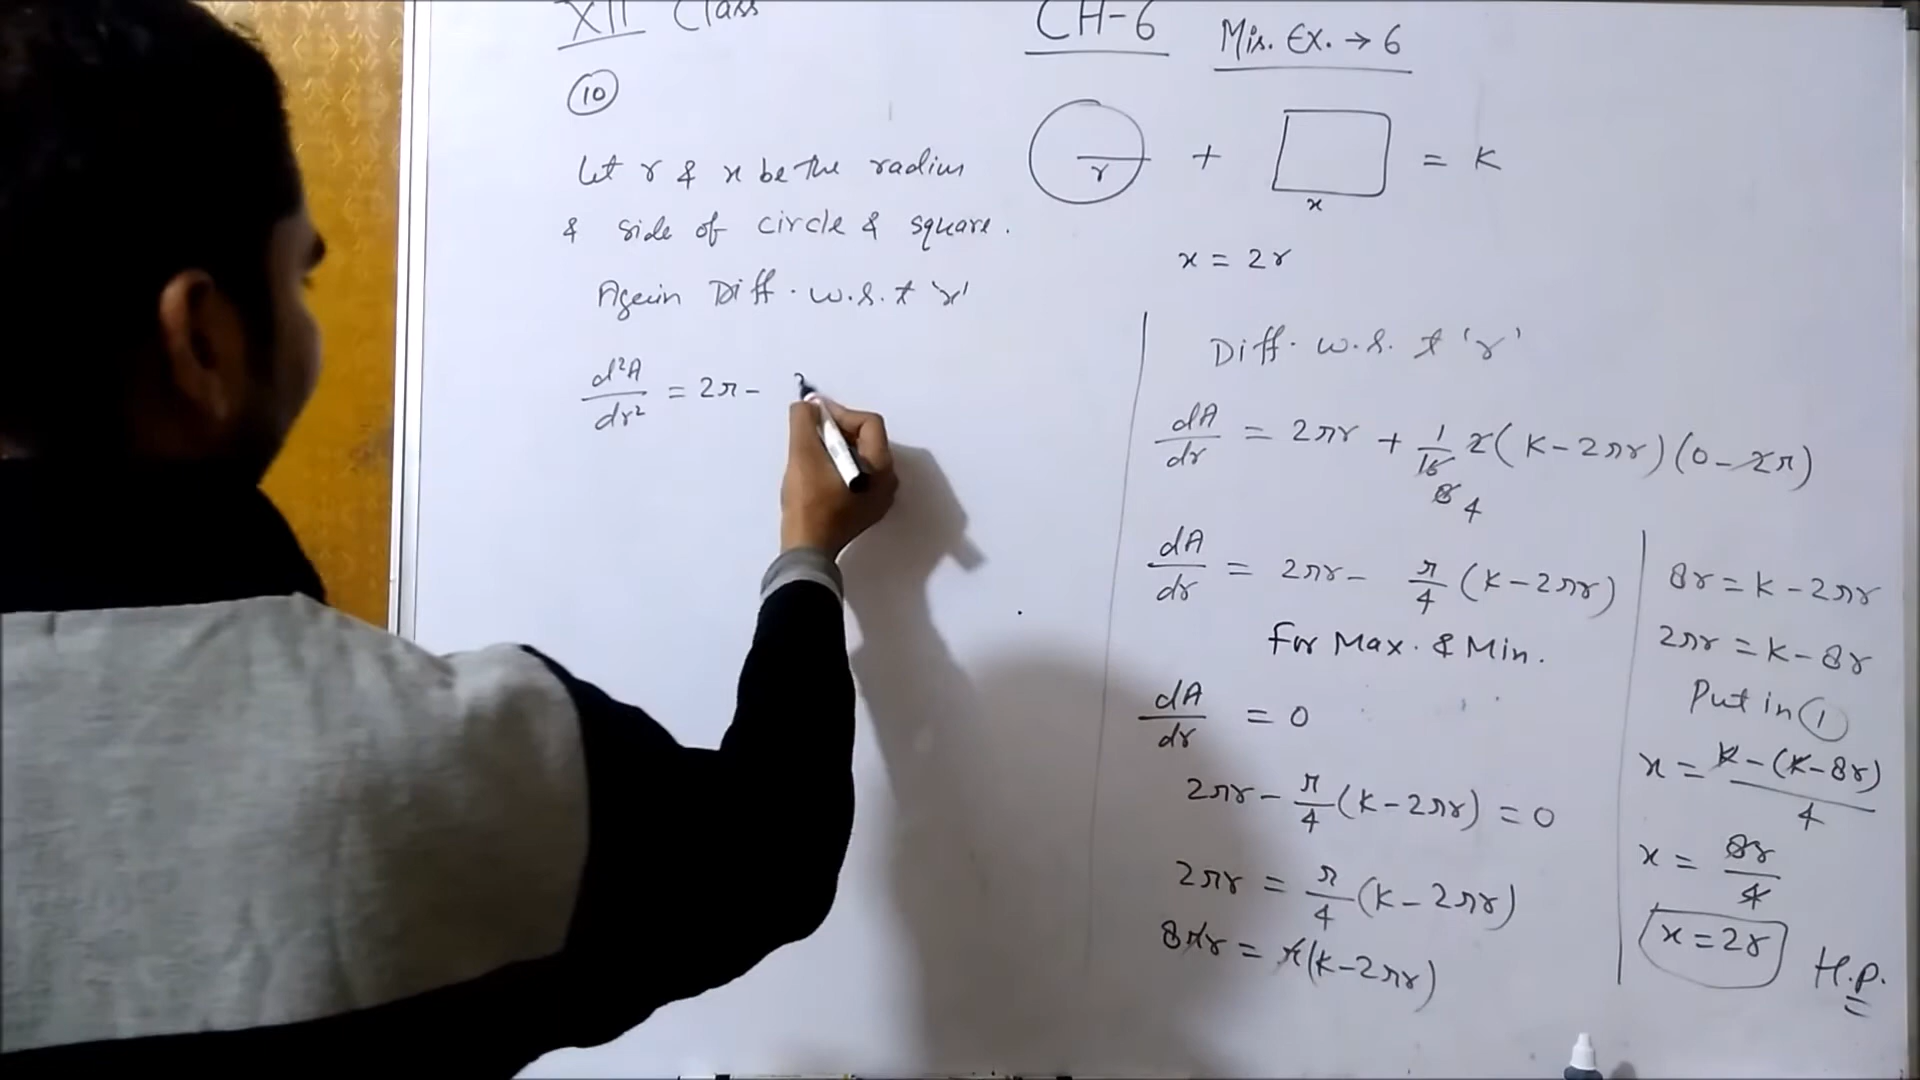 XII Class
CH-6 Mis. EX. → 6
10
Let r & x be the radius
& side of circle & square.
Again Diff. w.r.t 'r'
d²A/dr² = 2π -
r + x = K
x = 2r
Diff. w.r.t 'r'
dA/dr = 2πr + 1/16 2(K-2πr)(0-2π)
8 4
dA/dr = 2πr - π/4 (K-2πr)
For Max. & Min.
dA/dr = 0
2πr - π/4 (K-2πr) = 0
2πr = π/4 (K-2πr)
8πr = π(K-2πr)
8r = K-2πr
2πr = K-8r
Put in 1
x = K-(K-8r)/4
x = 8r/4
x = 2r H.P.